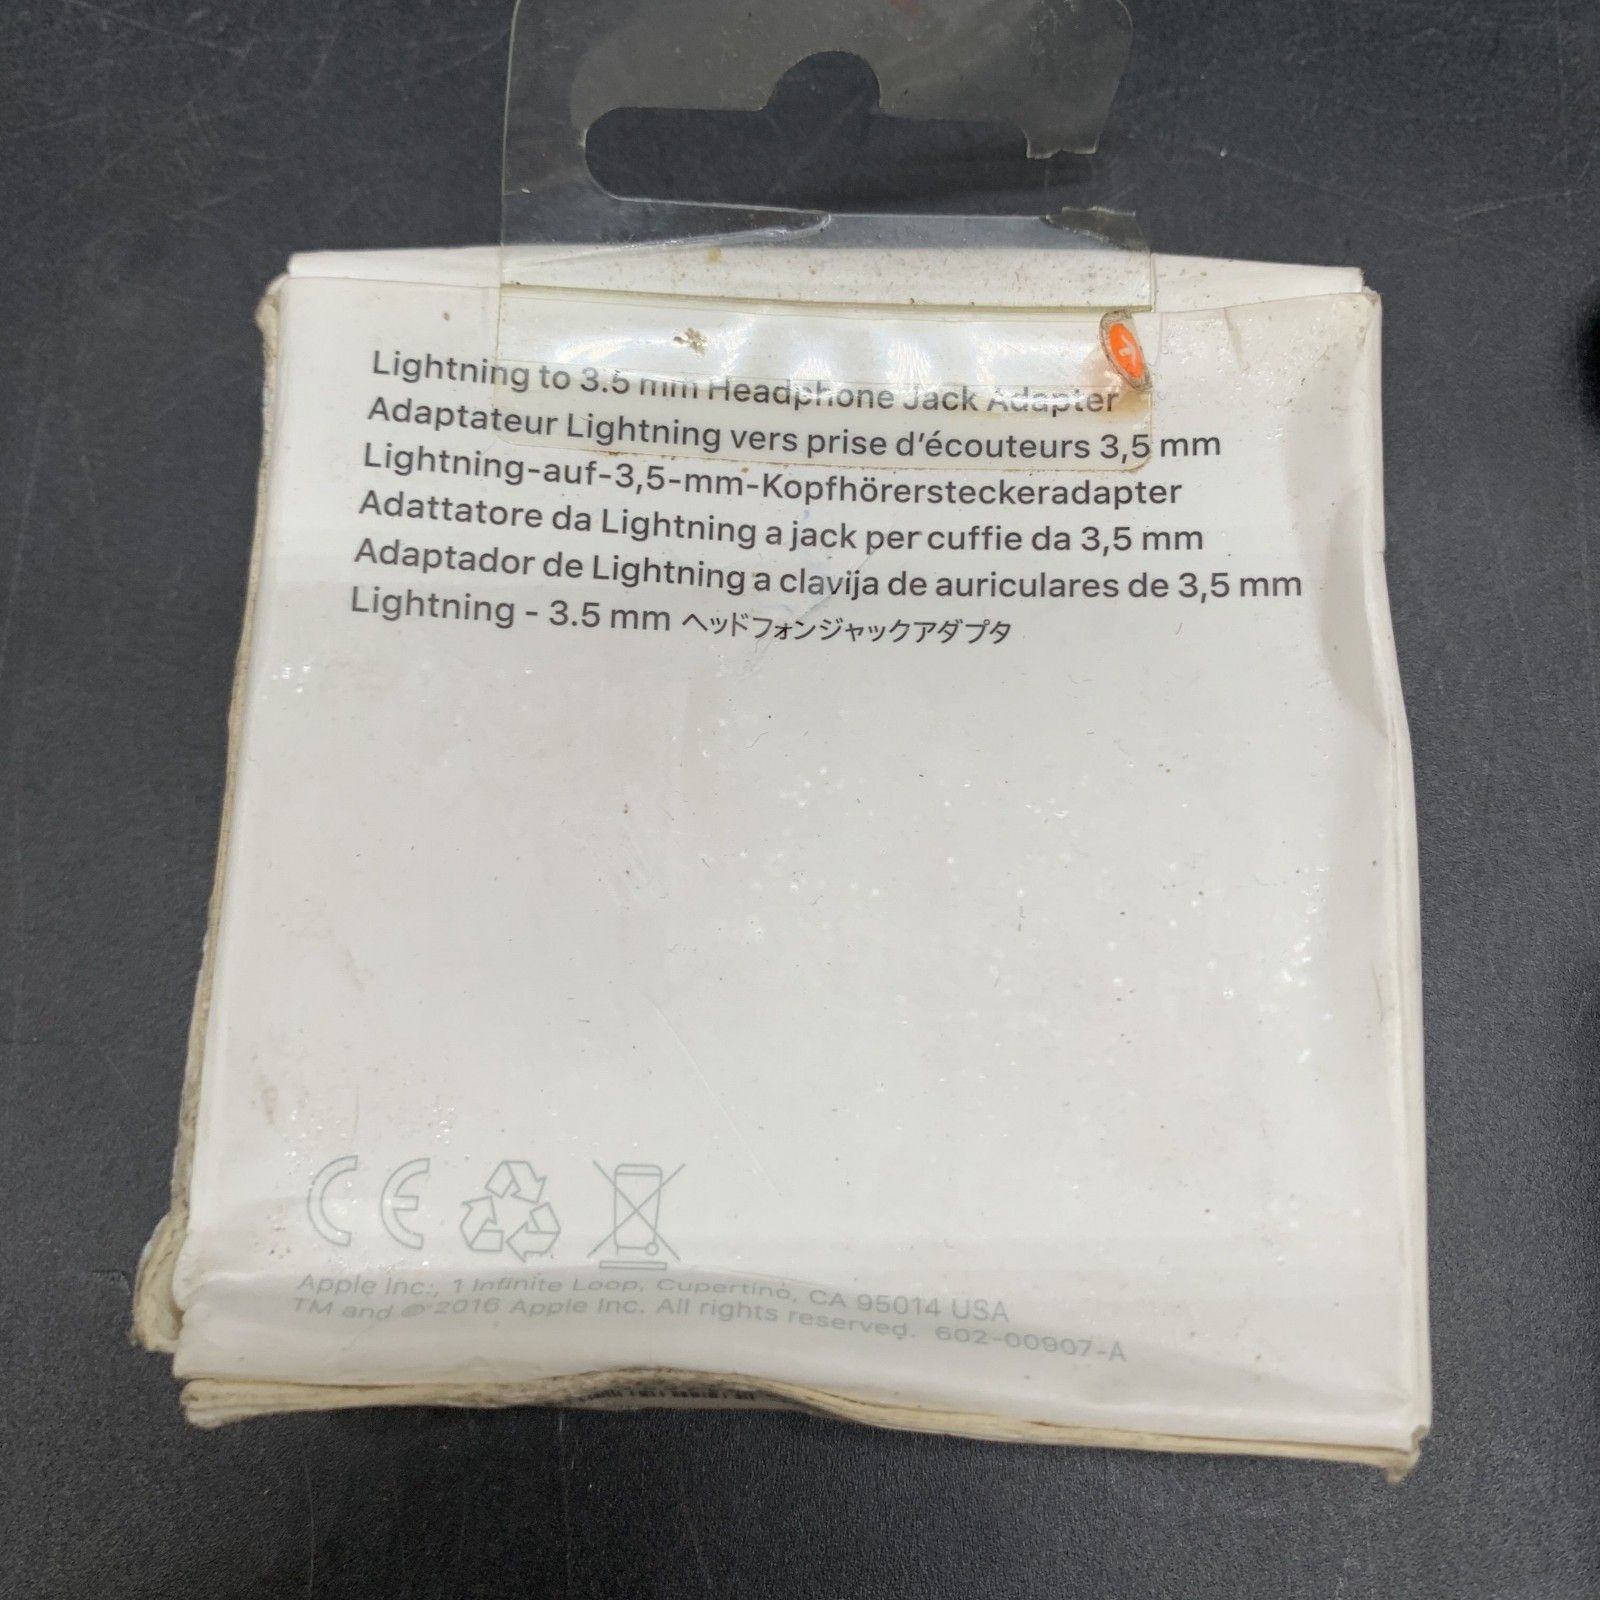 Lightning to 3.5 mm Headphone Jack Adapter
Adaptateur Lightning vers prise d'écouteurs 3,5 mm
Lightning-auf-3,5-mm-Kopfhörersteckeradapter
Adattatore da Lightning a jack per cuffie da 3,5 mm
Adaptador de Lightning a clavija de auriculares de 3,5 mm
Lightning - 3.5 mm ヘッドフォンジャックアダプタ
CE
Apple Inc., 1 Infinite Loop, Cupertino, CA 95014 USA
TM and © 2016 Apple Inc. All rights reserved. 602-00907-A